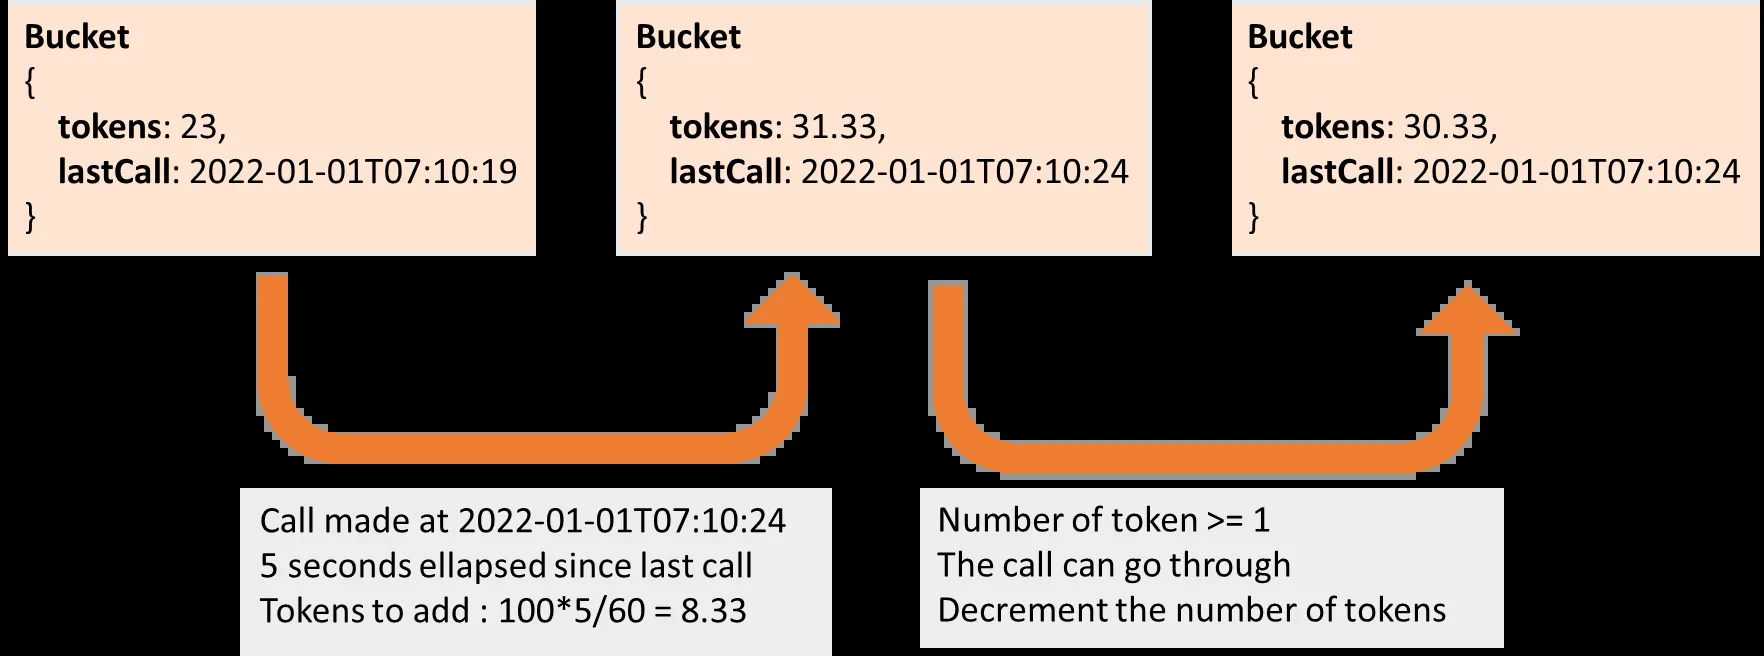 Bucket
{
tokens: 23,
lastCall: 2022-01-01T07:10:19
}
Bucket
{
tokens: 31.33,
lastCall: 2022-01-01T07:10:24
}
Bucket
{
tokens: 30.33,
lastCall: 2022-01-01T07:10:24
}
Call made at 2022-01-01T07:10:24
5 seconds ellapsed since last call
Tokens to add : 100*5/60 = 8.33
Number of token >= 1
The call can go through
Decrement the number of tokens